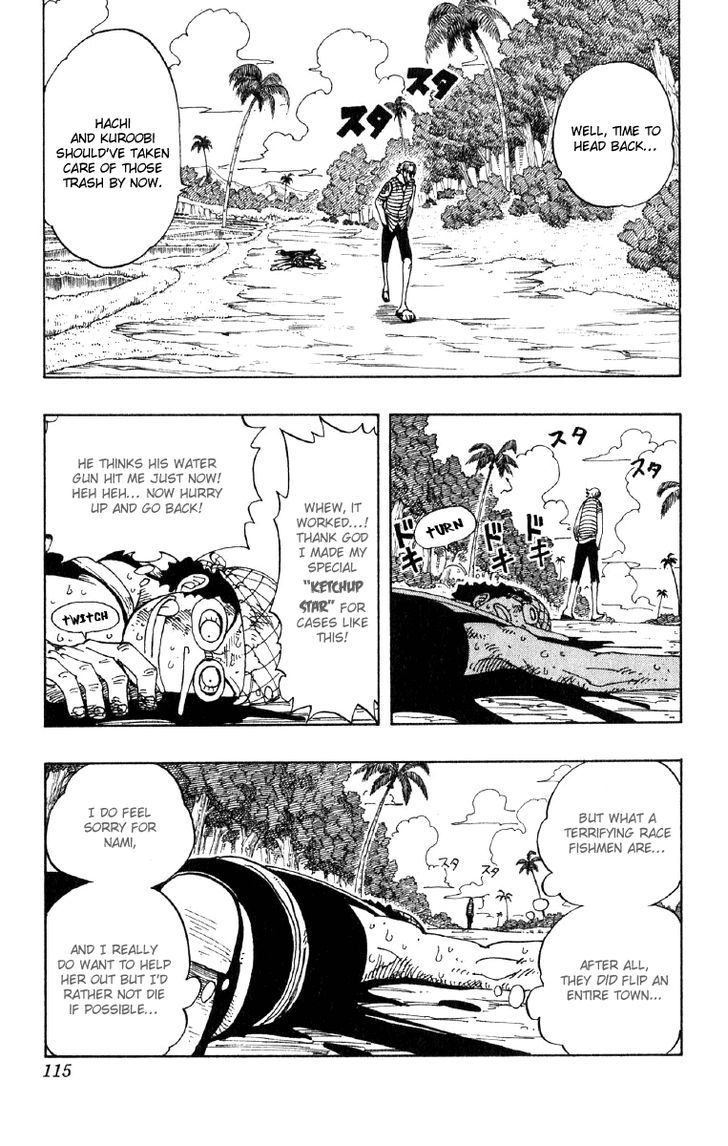 WELL, TIME TO
HEAD BACK...
スタ
スタ
HACHI
AND KUROOBI
SHOULD'VE TAKEN
CARE OF THOSE
TRASH BY NOW.
スタ
スタ
TURN
ドキ
ドキ
ドキ
WHEW, IT
WORKED...!
THANK GOD
I MADE MY
SPECIAL
"KETCHUP
STAR" FOR
CASES LIKE
THIS!
HE THINKS HIS WATER
GUN HIT ME JUST NOW!
HEH HEH... NOW HURRY
UP AND GO BACK!
TWITCH
BUT WHAT A
TERRIFYING RACE
FISHMEN ARE...
スタ
スタ
AFTER ALL,
THEY DID FLIP AN
ENTIRE TOWN...
I DO FEEL
SORRY FOR
NAMI,
AND I REALLY
DO WANT TO HELP
HER OUT BUT I'D
RATHER NOT DIE
IF POSSIBLE...
115